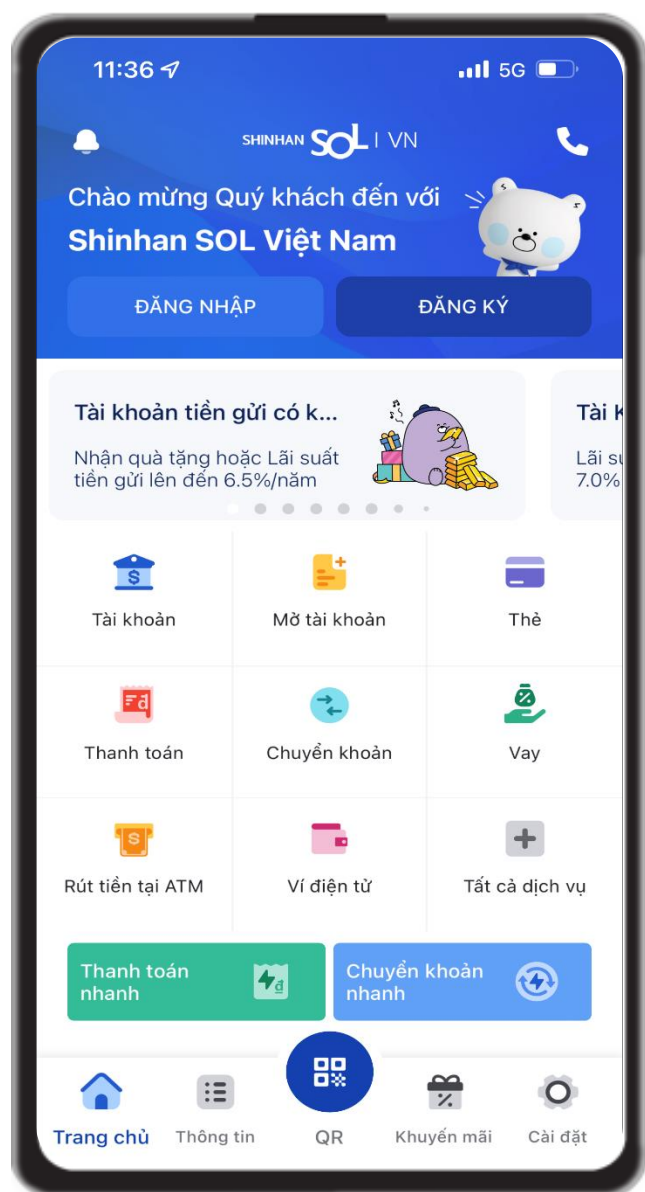 11:36
5G
SHINHAN SOL | VN
Chào mừng Quý khách đến với
Shinhan SOL Việt Nam
ĐĂNG NHẬP
ĐĂNG KÝ
Tài khoản tiền gửi có k...
Nhận quà tặng hoặc Lãi suất
tiền gửi lên đến 6.5%/năm
Tài
Lãi
7.0%
Tài khoản
Mở tài khoản
Thẻ
Thanh toán
Chuyển khoản
Vay
Rút tiền tại ATM
Ví điện tử
Tất cả dịch vụ
Thanh toán
nhanh
Chuyển khoản
nhanh
Trang chủ
Thông tin
QR
Khuyến mãi
Cài đặt